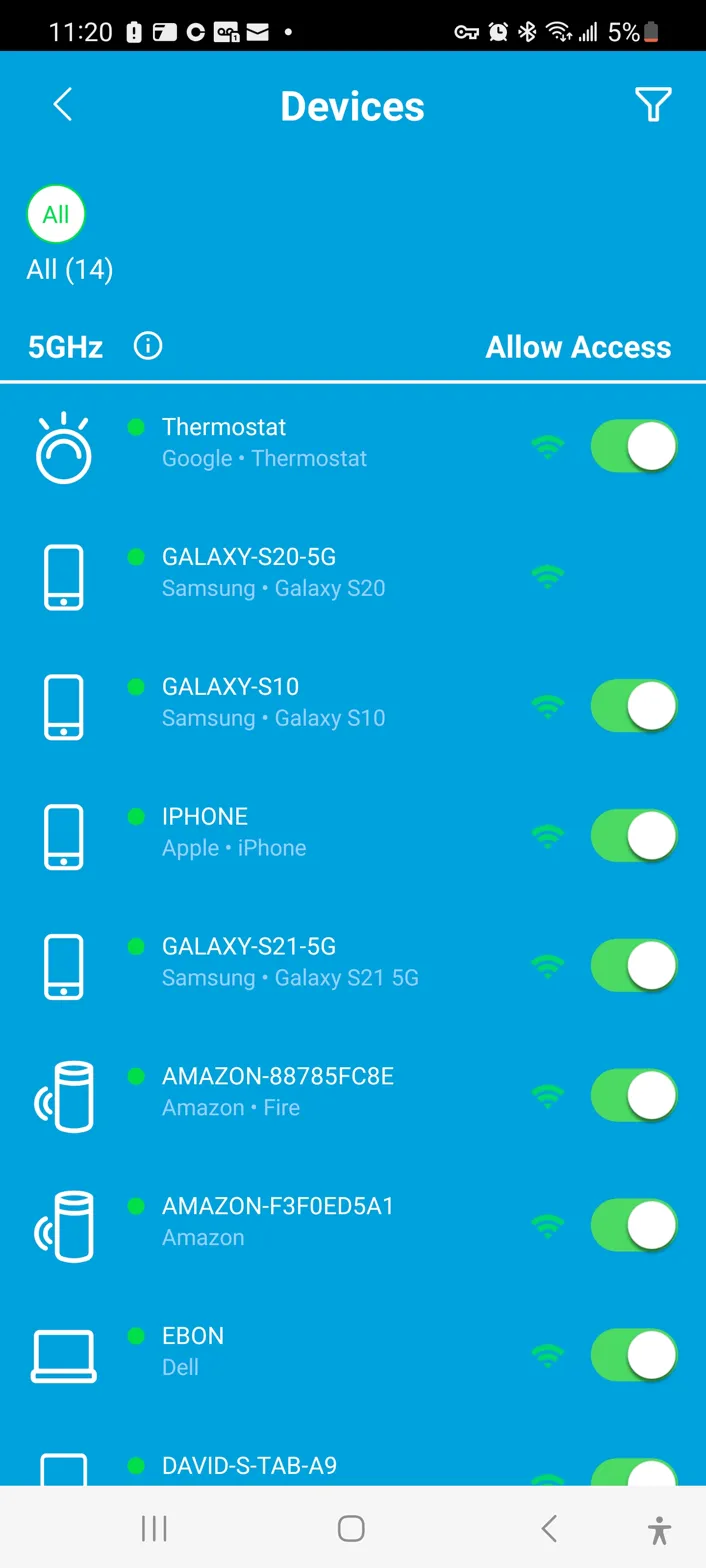 11:20
5%
Devices
All
All (14)
5GHz
Allow Access
Thermostat
Google • Thermostat
GALAXY-S20-5G
Samsung • Galaxy S20
GALAXY-S10
Samsung • Galaxy S10
IPHONE
Apple • iPhone
GALAXY-S21-5G
Samsung • Galaxy S21 5G
AMAZON-88785FC8E
Amazon • Fire
AMAZON-F3F0ED5A1
Amazon
EBON
Dell
DAVID-S-TAB-A9